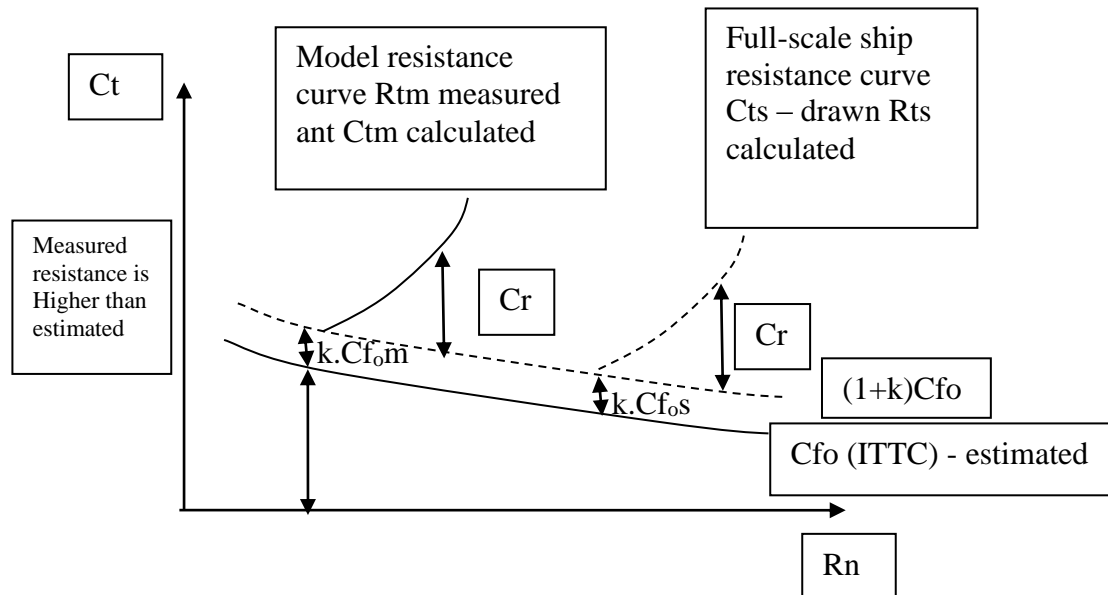 Ct
Model resistance
curve Rtm measured
ant Ctm calculated
Full-scale ship
resistance curve
Cts – drawn Rts
calculated
Measured
resistance is
Higher than
estimated
Cr
Cr
k.Cfₒm
k.Cfₒs
(1+k)Cfo
Cfo (ITTC) - estimated
Rn